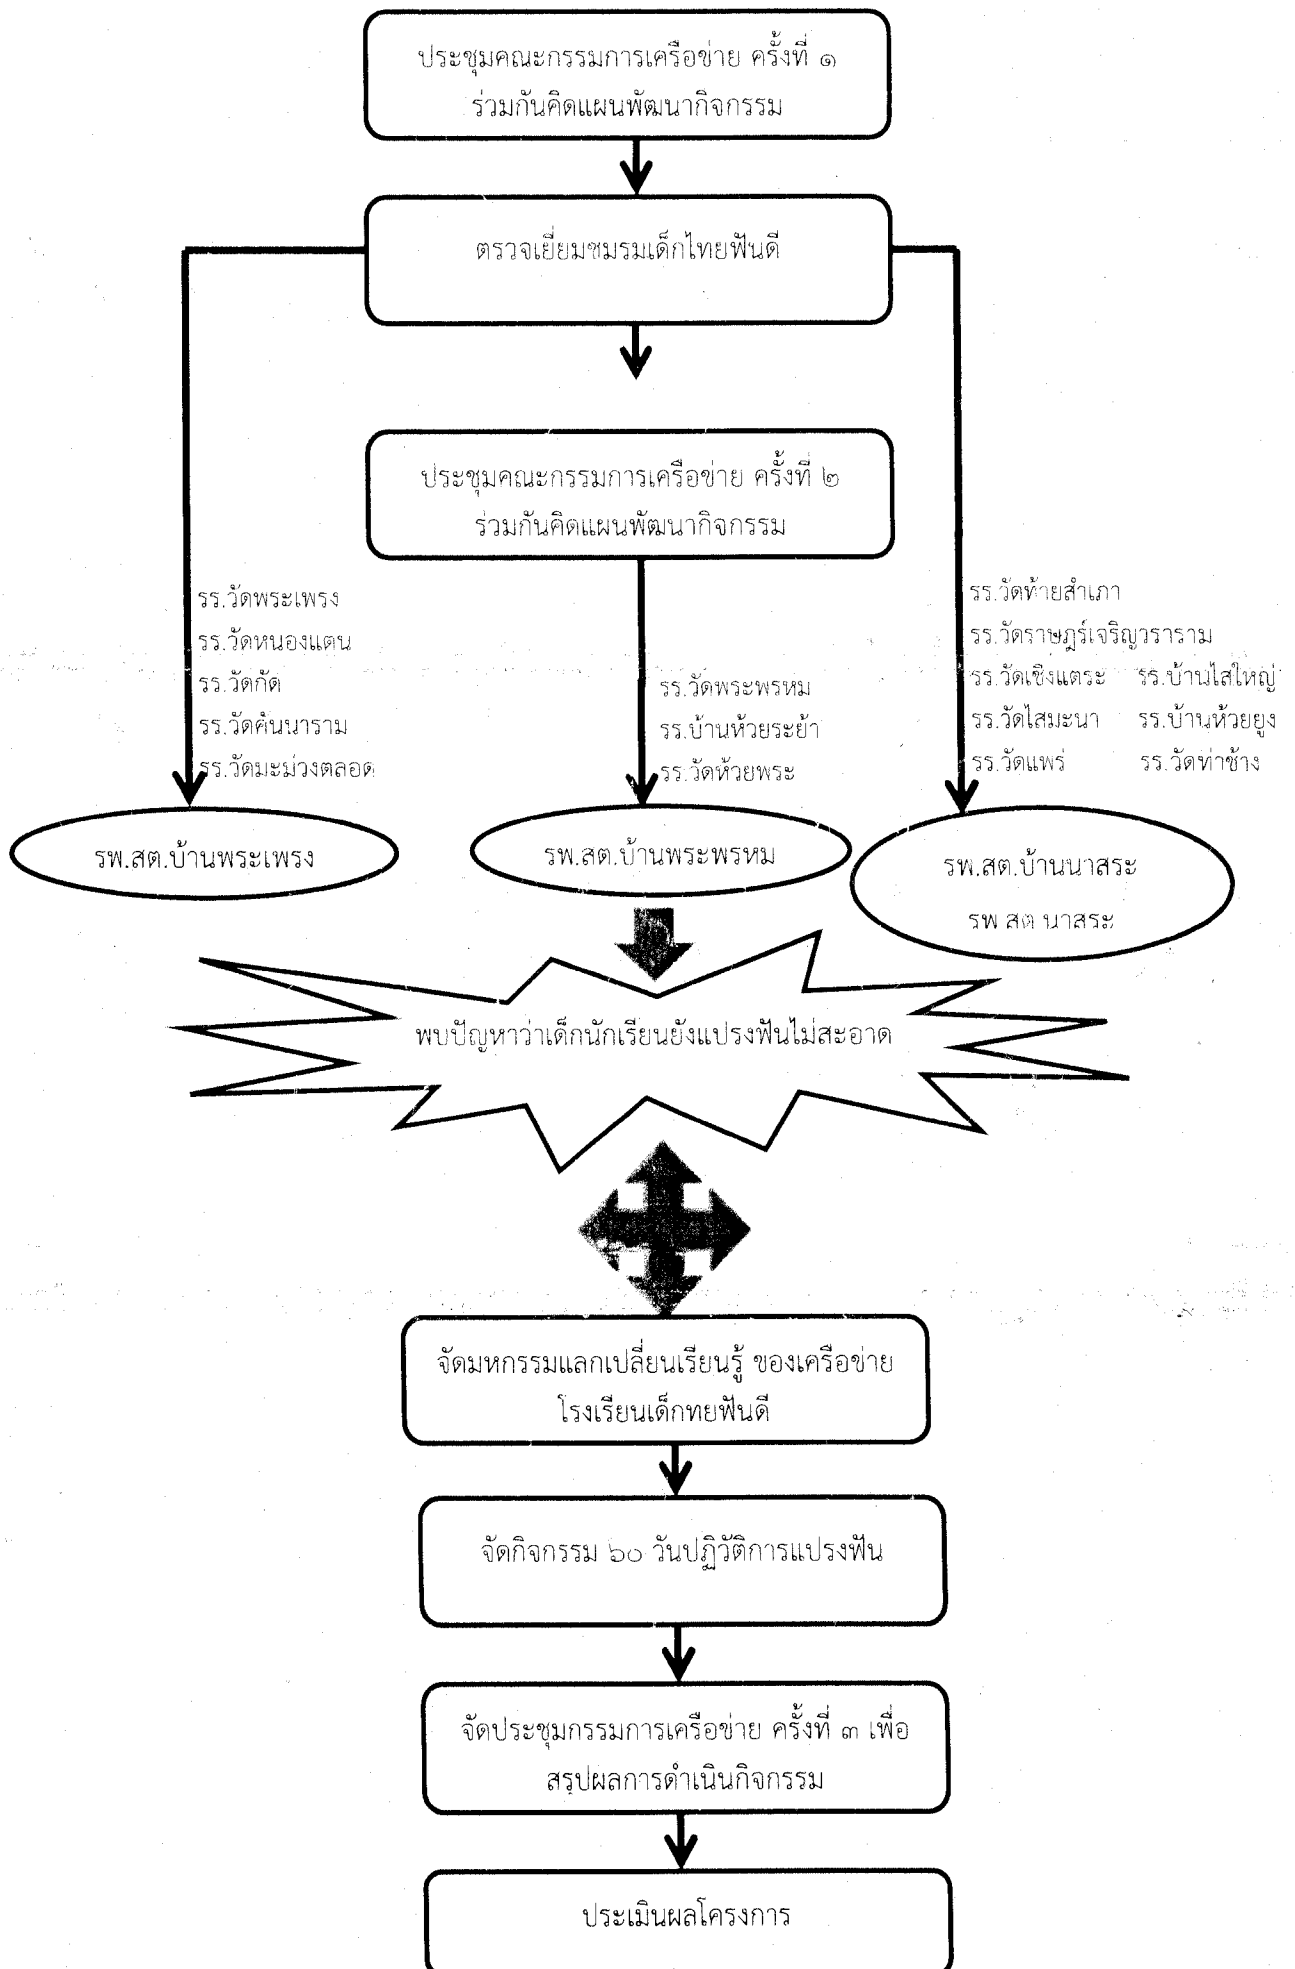 ประชุมคณะกรรมการเครือข่าย ครั้งที่ ๑
ร่วมกันคิดแผนพัฒนากิจกรรม
ตรวจเยี่ยมชมรมเด็กไทยฟันดี
ประชุมคณะกรรมการเครือข่าย ครั้งที่ ๒
ร่วมกันคิดแผนพัฒนากิจกรรม
รร.วัดพระเพรง
รร.วัดหนองแตน
รร.วัดกัด
รร.วัดคันนาราม
รร.วัดมะม่วงตลอด
รร.วัดพระพรหม
รร.บ้านห้วยระย้า
รร.วัดห้วยพระ
รร.วัดท้ายสำเภา
รร.วัดราษฎร์เจริญวราราม
รร.วัดเชิงแตระ รร.บ้านไสใหญ่
รร.วัดไสมะนา รร.บ้านห้วยยูง
รร.วัดแพร่ รร.วัดท่าช้าง
รพ.สต.บ้านพระเพรง
รพ.สต.บ้านพระพรหม
รพ.สต.บ้านนาสระ
รพ สต นาสระ
พบปัญหาว่าเด็กนักเรียนยังแปรงฟันไม่สะอาด
จัดมหกรรมแลกเปลี่ยนเรียนรู้ ของเครือข่าย
โรงเรียนเด็กทยฟันดี
จัดกิจกรรม ๖๐ วันปฏิวัติการแปรงฟัน
จัดประชุมกรรมการเครือข่าย ครั้งที่ ๓ เพื่อ
สรุปผลการดำเนินกิจกรรม
ประเมินผลโครงการ